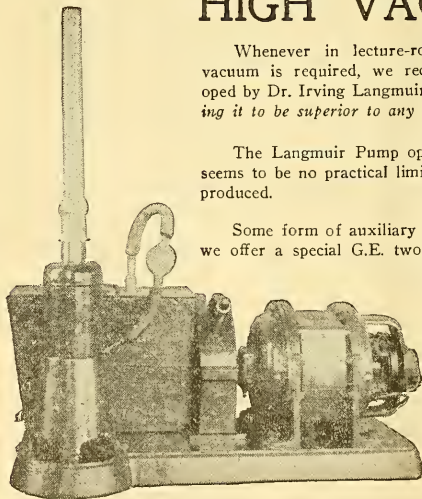 HIGH VAC
Whenever in lecture-ro
vacuum is required, we rec
oped by Dr. Irving Langmuir
ing it to be superior to any
The Langmuir Pump op
seems to be no practical limi
produced.
Some form of auxiliary
we offer a special G.E. two